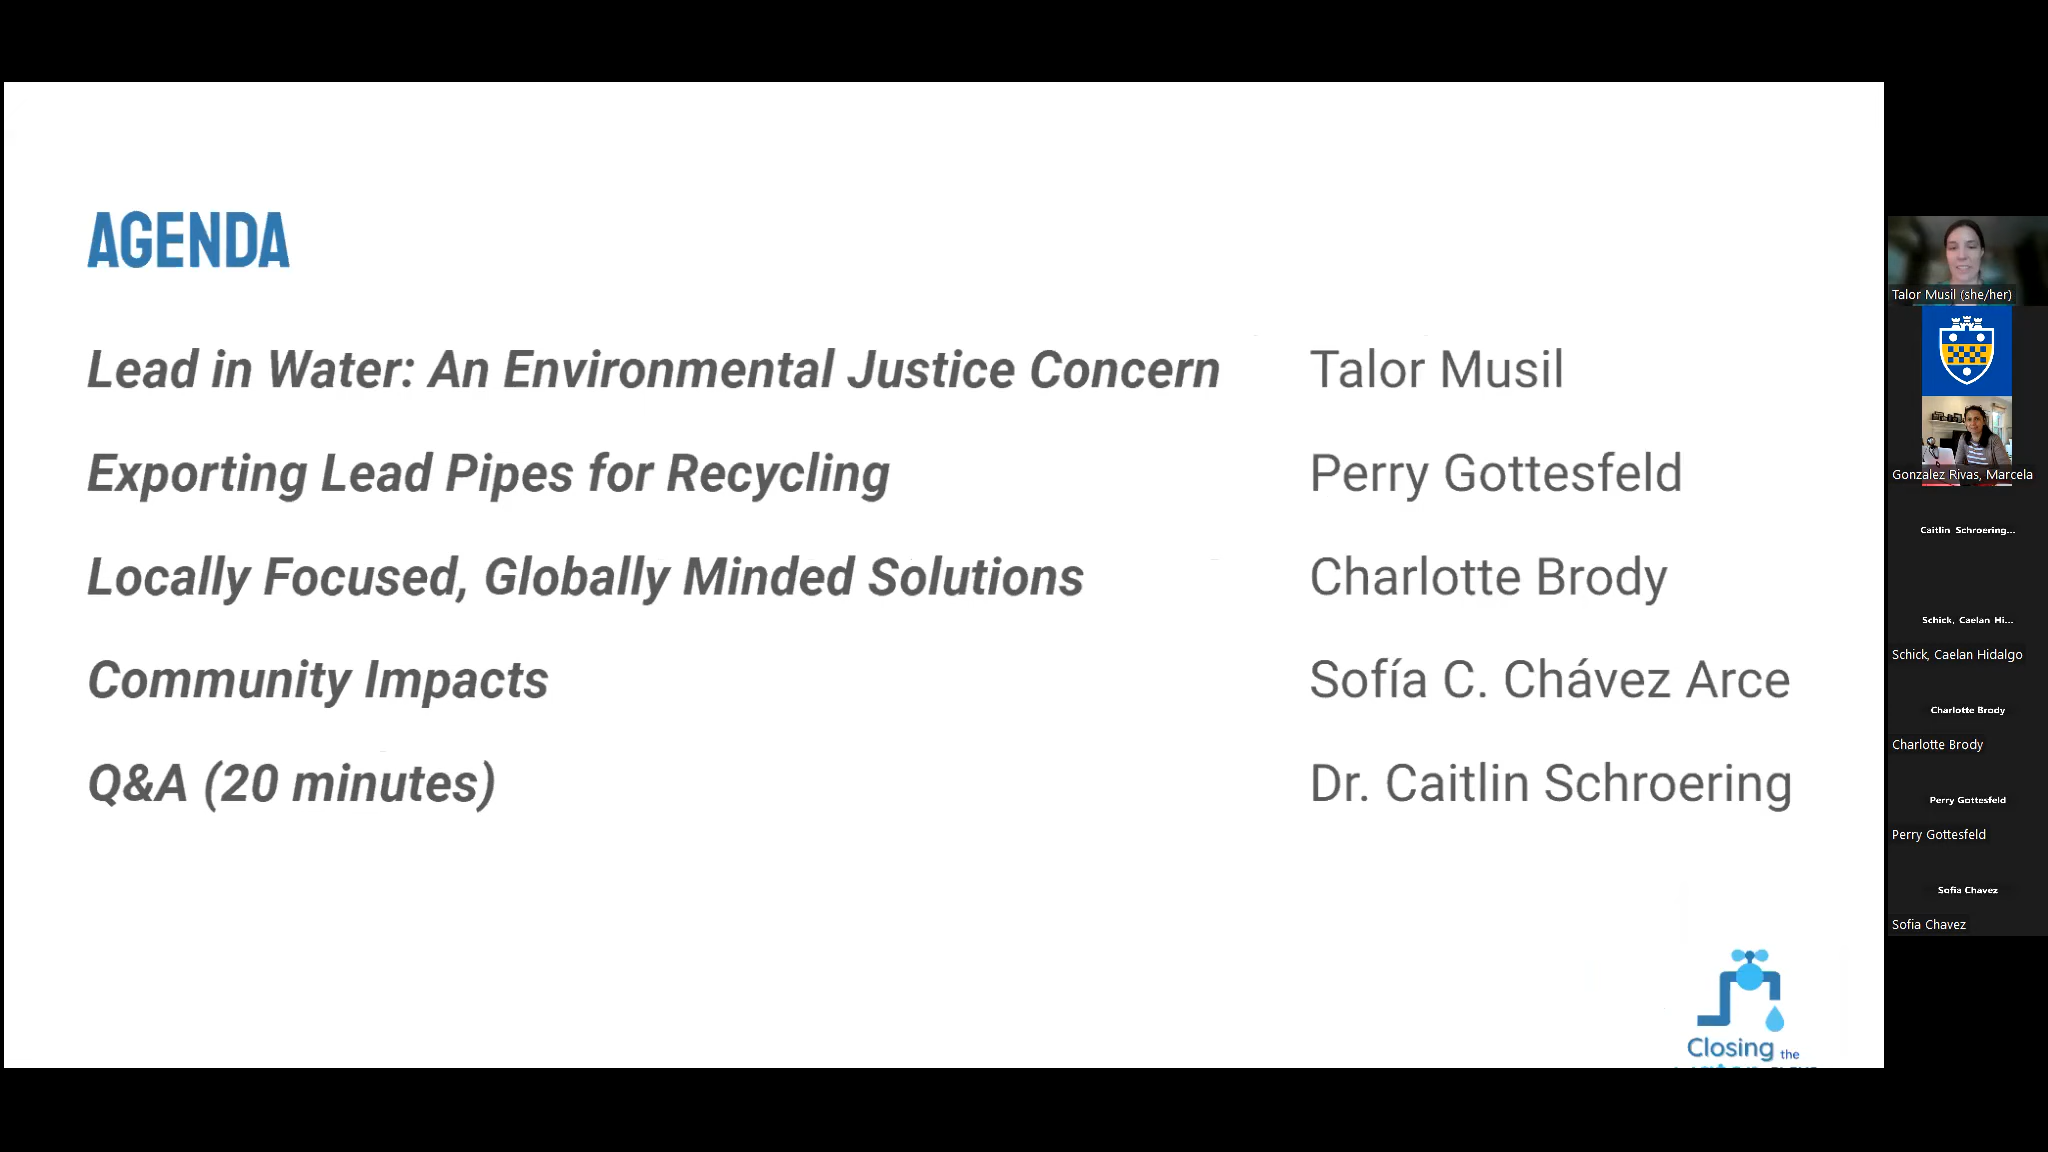 AGENDA
Lead in Water: An Environmental Justice Concern Talor Musil
Exporting Lead Pipes for Recycling Perry Gottesfeld
Locally Focused, Globally Minded Solutions Charlotte Brody
Community Impacts Sofía C. Chávez Arce
Q&A (20 minutes) Dr. Caitlin Schroering
Closing the
Talor Musil (she/her)
Gonzalez Rivas, Marcela
Caitlin Schroering...
Schick, Caelan Hi...
Schick, Caelan Hidalgo
Charlotte Brody
Charlotte Brody
Perry Gottesfeld
Perry Gottesfeld
Sofia Chavez
Sofia Chavez